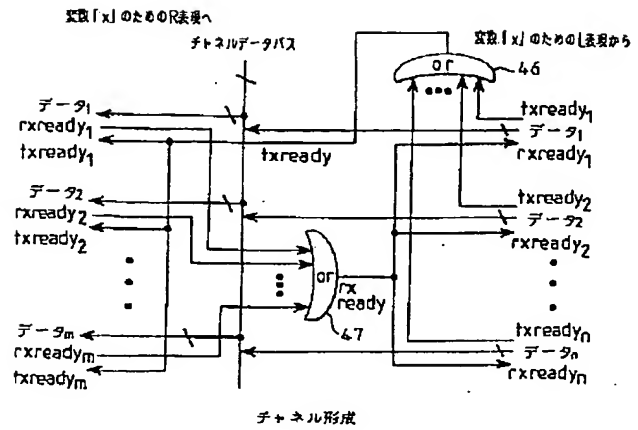 変数「x」のためのR表現へ
チャネルデータバス
変数「x」のためのL表現から
or
46
データ1
rxready1
txready1
txready
txready1
データ1
rxready1
データ2
rxready2
txready2
txready2
データ2
rxready2
or
rx
ready
47
データm
rxreadym
txreadym
txreadyn
データn
rxreadyn
チャネル形成